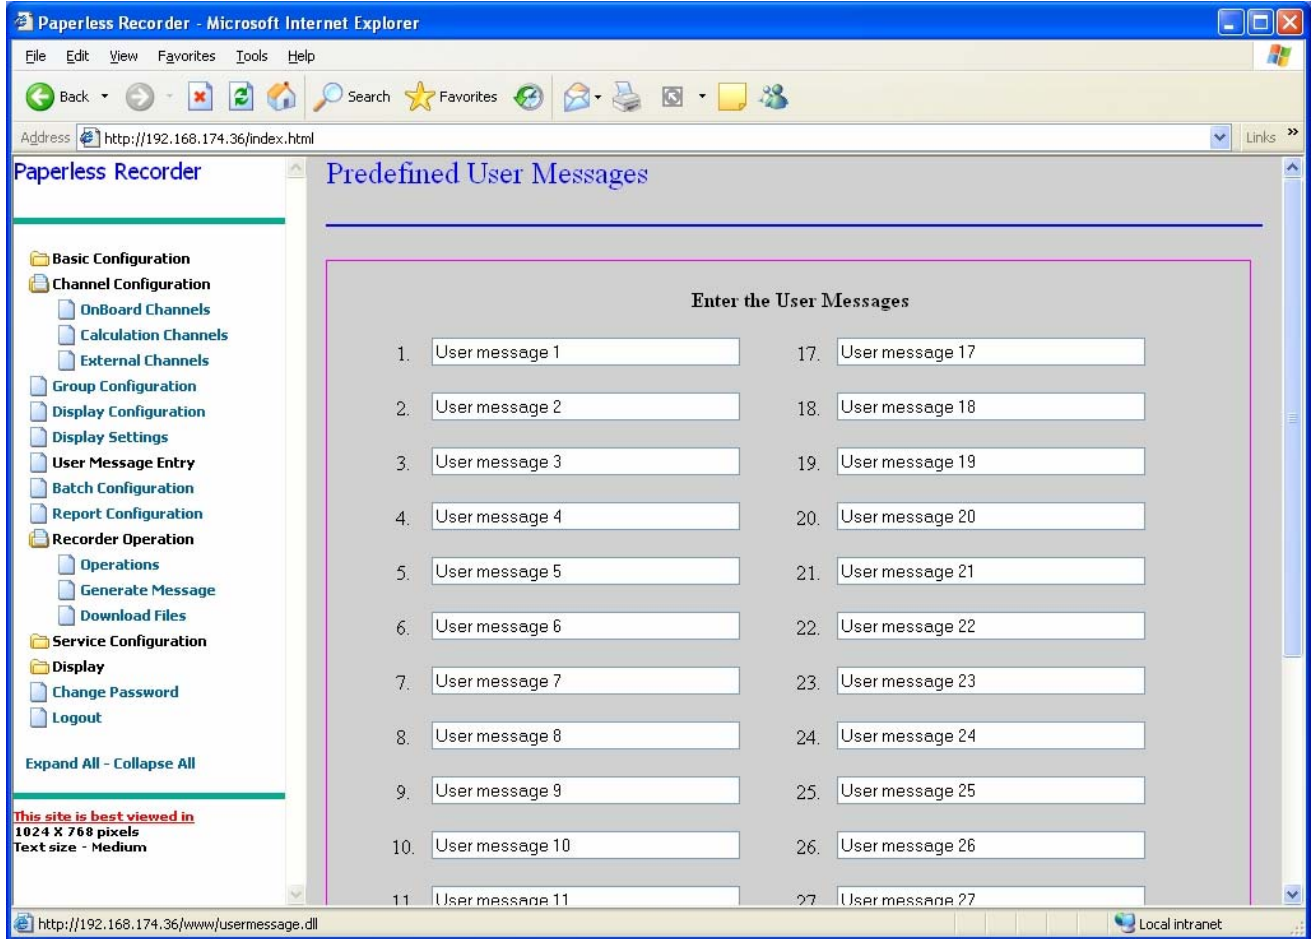 Paperless Recorder - Microsoft Internet Explorer
File Edit View Favorites Tools Help
Back Search Favorites
Address http://192.168.174.36/index.html Links »
Paperless Recorder
Basic Configuration
Channel Configuration
OnBoard Channels
Calculation Channels
External Channels
Group Configuration
Display Configuration
Display Settings
User Message Entry
Batch Configuration
Report Configuration
Recorder Operation
Operations
Generate Message
Download Files
Service Configuration
Display
Change Password
Logout
Expand All - Collapse All
This site is best viewed in
1024 X 768 pixels
Text size - Medium
Predefined User Messages
Enter the User Messages
1. User message 1 17. User message 17
2. User message 2 18. User message 18
3. User message 3 19. User message 19
4. User message 4 20. User message 20
5. User message 5 21. User message 21
6. User message 6 22. User message 22
7. User message 7 23. User message 23
8. User message 8 24. User message 24
9. User message 9 25. User message 25
10. User message 10 26. User message 26
11 User message 11 27 User message 27
http://192.168.174.36/www/usermessage.dll Local intranet